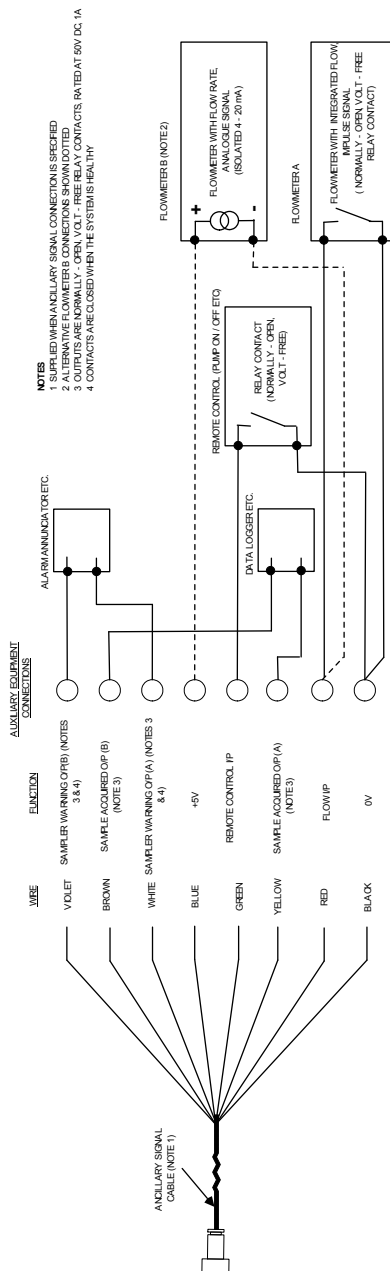 NOTES
1 SUPPLIED WHEN ANCILLARY SIGNAL CONNECTION IS SPECIFIED
2 ALTERNATIVE FLOWMETER B CONNECTIONS SHOWN DOTTED
3 OUTPUTS ARE NORMALLY - OPEN, VOLT - FREE RELAY CONTACTS, RATED AT 50V DC, 1A
4 CONTACTS ARE CLOSED WHEN THE SYSTEM IS HEALTHY
AUXILIARY EQUIPMENT
CONNECTIONS
WIRE
FUNCTION
VIOLET
SAMPLER WARNING O/P(B) (NOTES
3 & 4)
BROWN
SAMPLE ACQUIRED O/P (B)
(NOTE 3)
WHITE
SAMPLER WARNING O/P (A) (NOTES 3
& 4)
BLUE
+5V
GREEN
REMOTE CONTROL I/P
YELLOW
SAMPLE ACQUIRED O/P (A)
(NOTE 3)
RED
FLOW I/P
BLACK
0V
ANCILLARY SIGNAL
CABLE (NOTE 1)
ALARM ANNUNCIATOR ETC.
DATA LOGGER ETC.
REMOTE CONTROL (PUMP ON / OFF ETC)
RELAY CONTACT
(NORMALLY - OPEN,
VOLT - FREE)
FLOWMETER B (NOTE 2)
+
-
FLOWMETER WITH FLOW RATE,
ANALOGUE SIGNAL
(ISOLATED 4 - 20 mA)
FLOWMETER A
FLOWMETER WITH INTEGRATED FLOW,
IMPULSE SIGNAL
( NORMALLY - OPEN, VOLT - FREE
RELAY CONTACT)